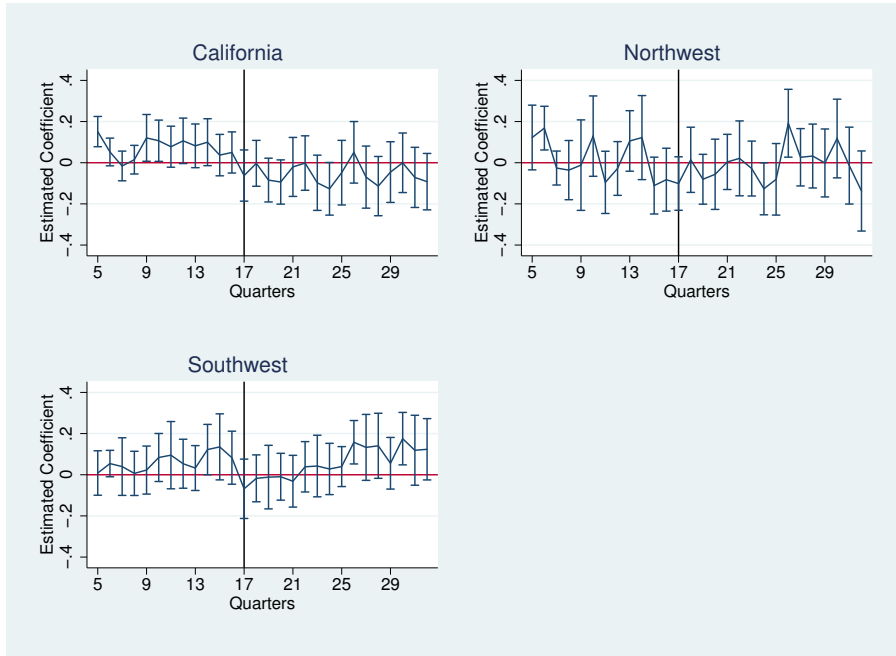 California
Estimated Coefficient
.4
.2
0
−.2
−.4
5 9 13 17 21 25 29
Quarters
Northwest
Estimated Coefficient
.4
.2
0
−.2
−.4
5 9 13 17 21 25 29
Quarters
Southwest
Estimated Coefficient
.4
.2
0
−.2
−.4
5 9 13 17 21 25 29
Quarters